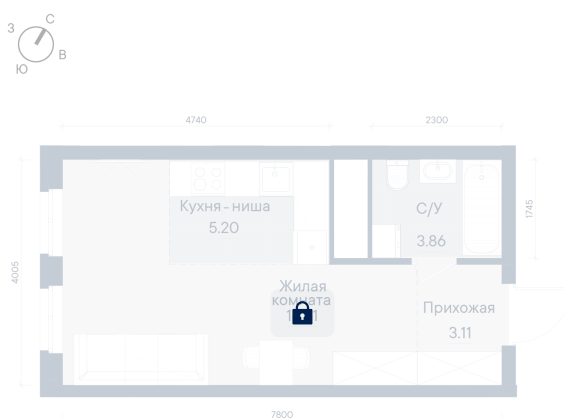 С
З
В
Ю
4740
2300
Кухня - ниша
5.20
С/У
3.86
1745
4005
Жилая
комната
Прихожая
3.11
7800